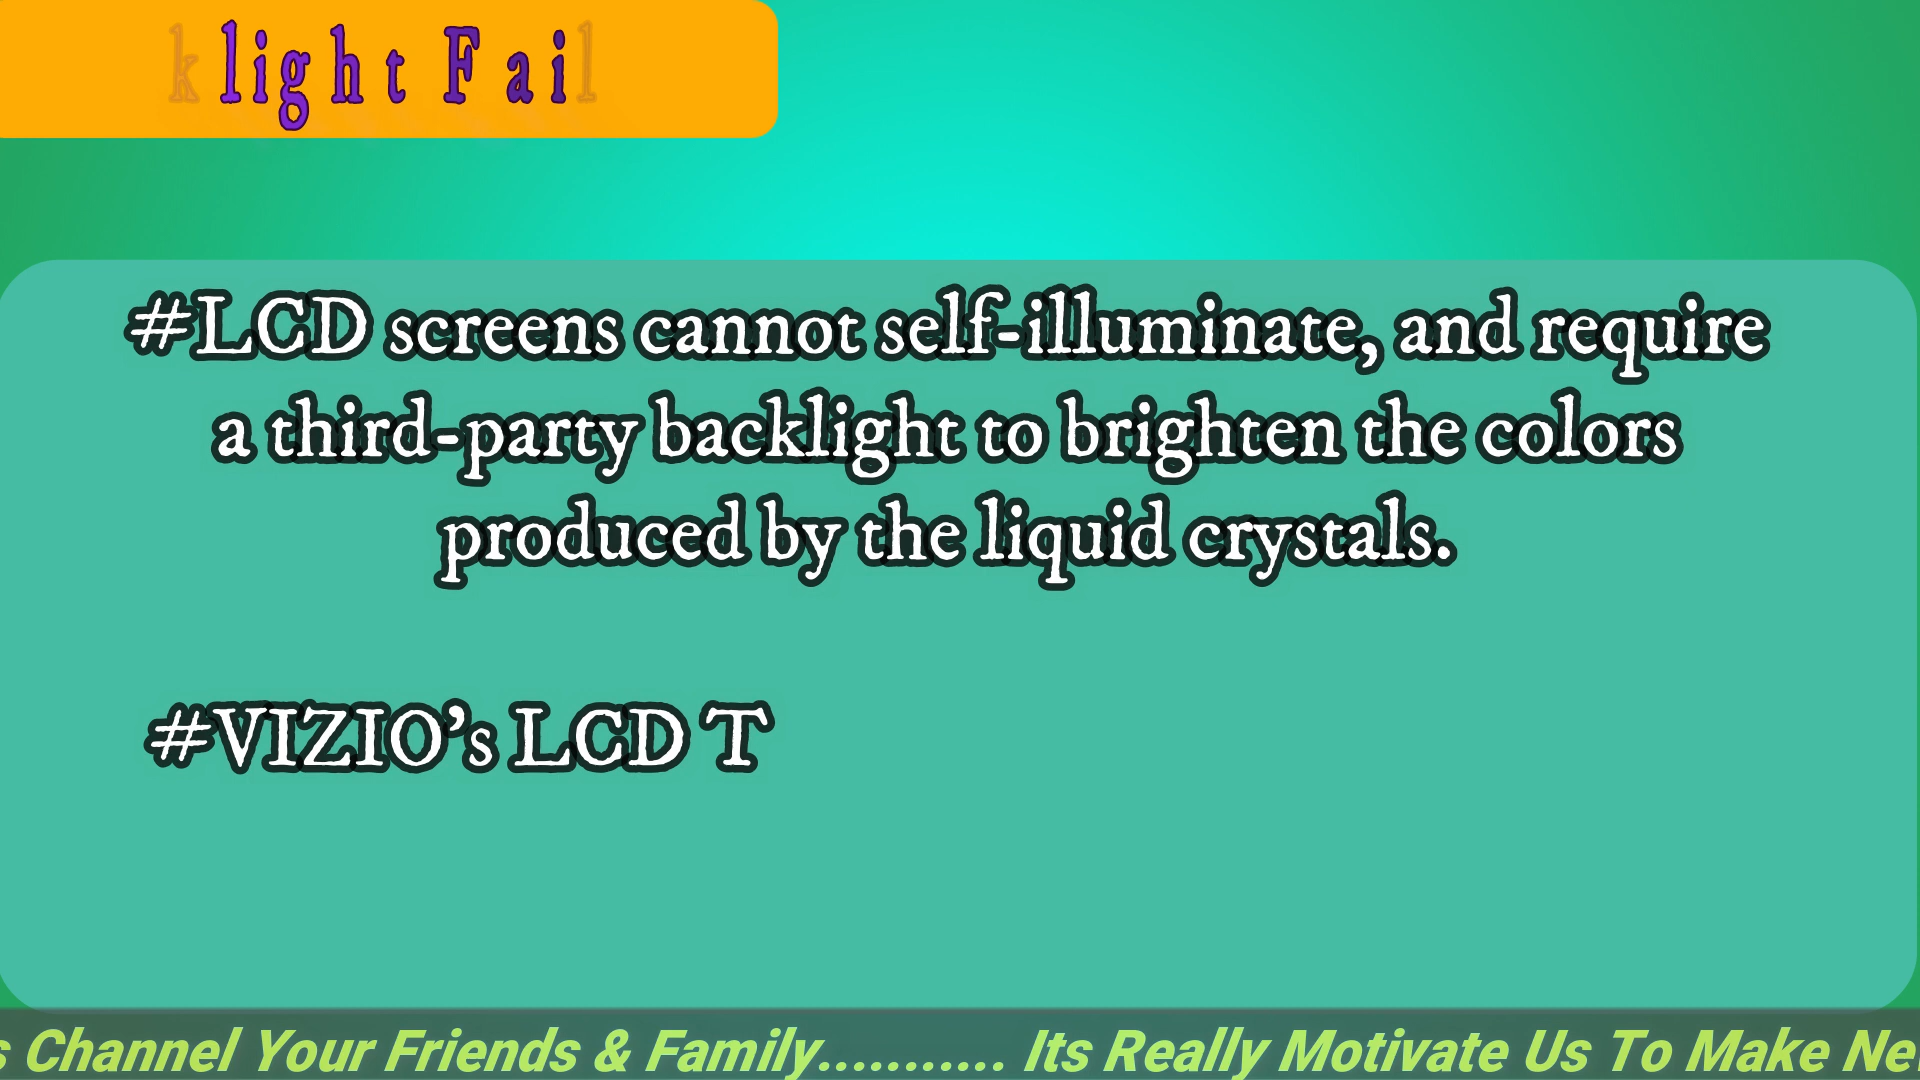 klight Fail
#LCD screens cannot self-illuminate, and require
a third-party backlight to brighten the colors
produced by the liquid crystals.
#VIZIO's LCD T
s Channel Your Friends & Family........... Its Really Motivate Us To Make Ne